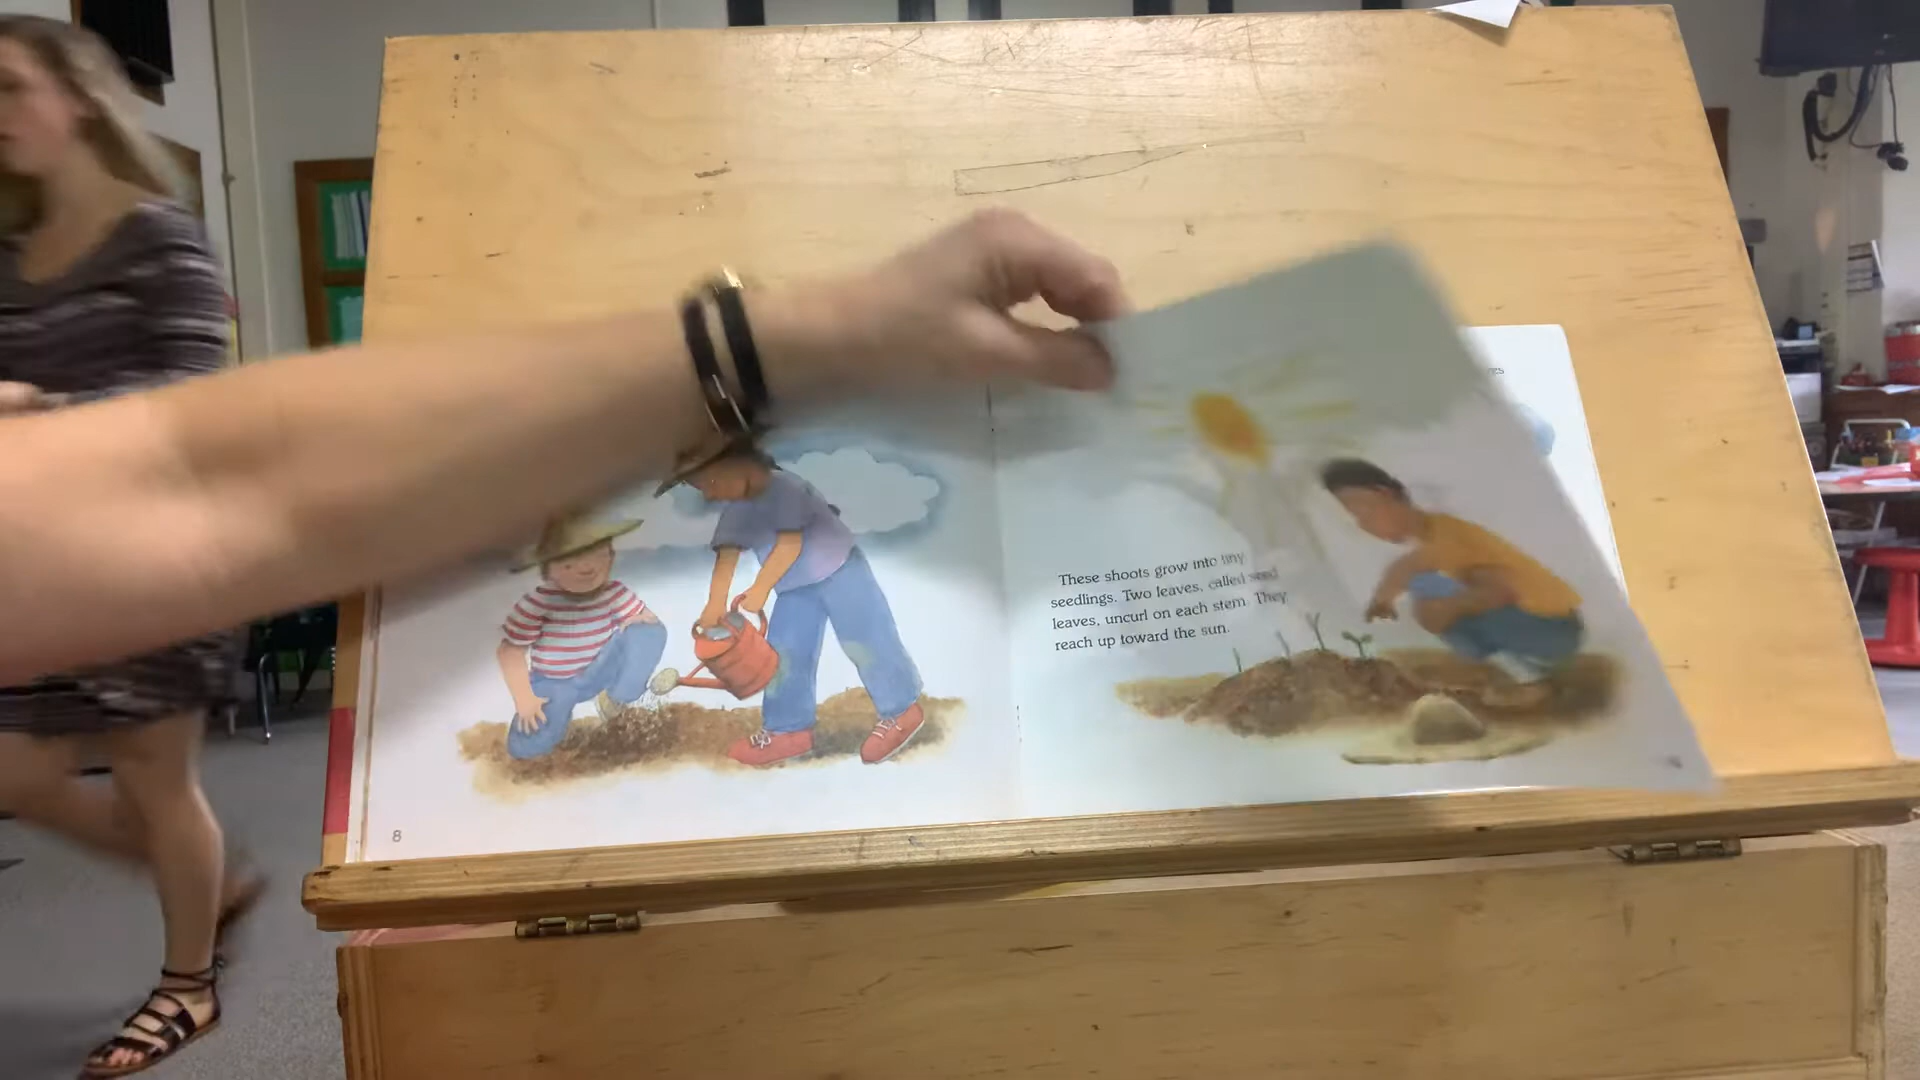 These shoots grow into tiny
seedlings. Two leaves, called seed
leaves, uncurl on each stem. They
reach up toward the sun.
8